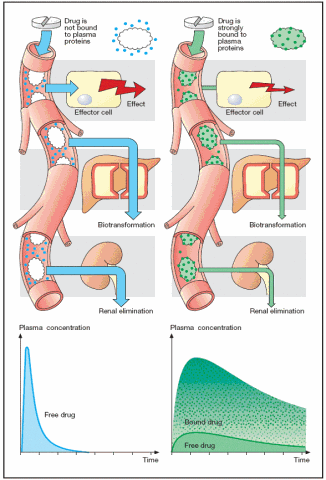 Drug is
not bound
to plasma
proteins
Drug is
strongly
bound to
plasma
proteins
Effector cell
Effect
Effector cell
Effect
Biotransformation
Biotransformation
Renal elimination
Renal elimination
Plasma concentration
Free drug
Time
Plasma concentration
Bound drug
Free drug
Time